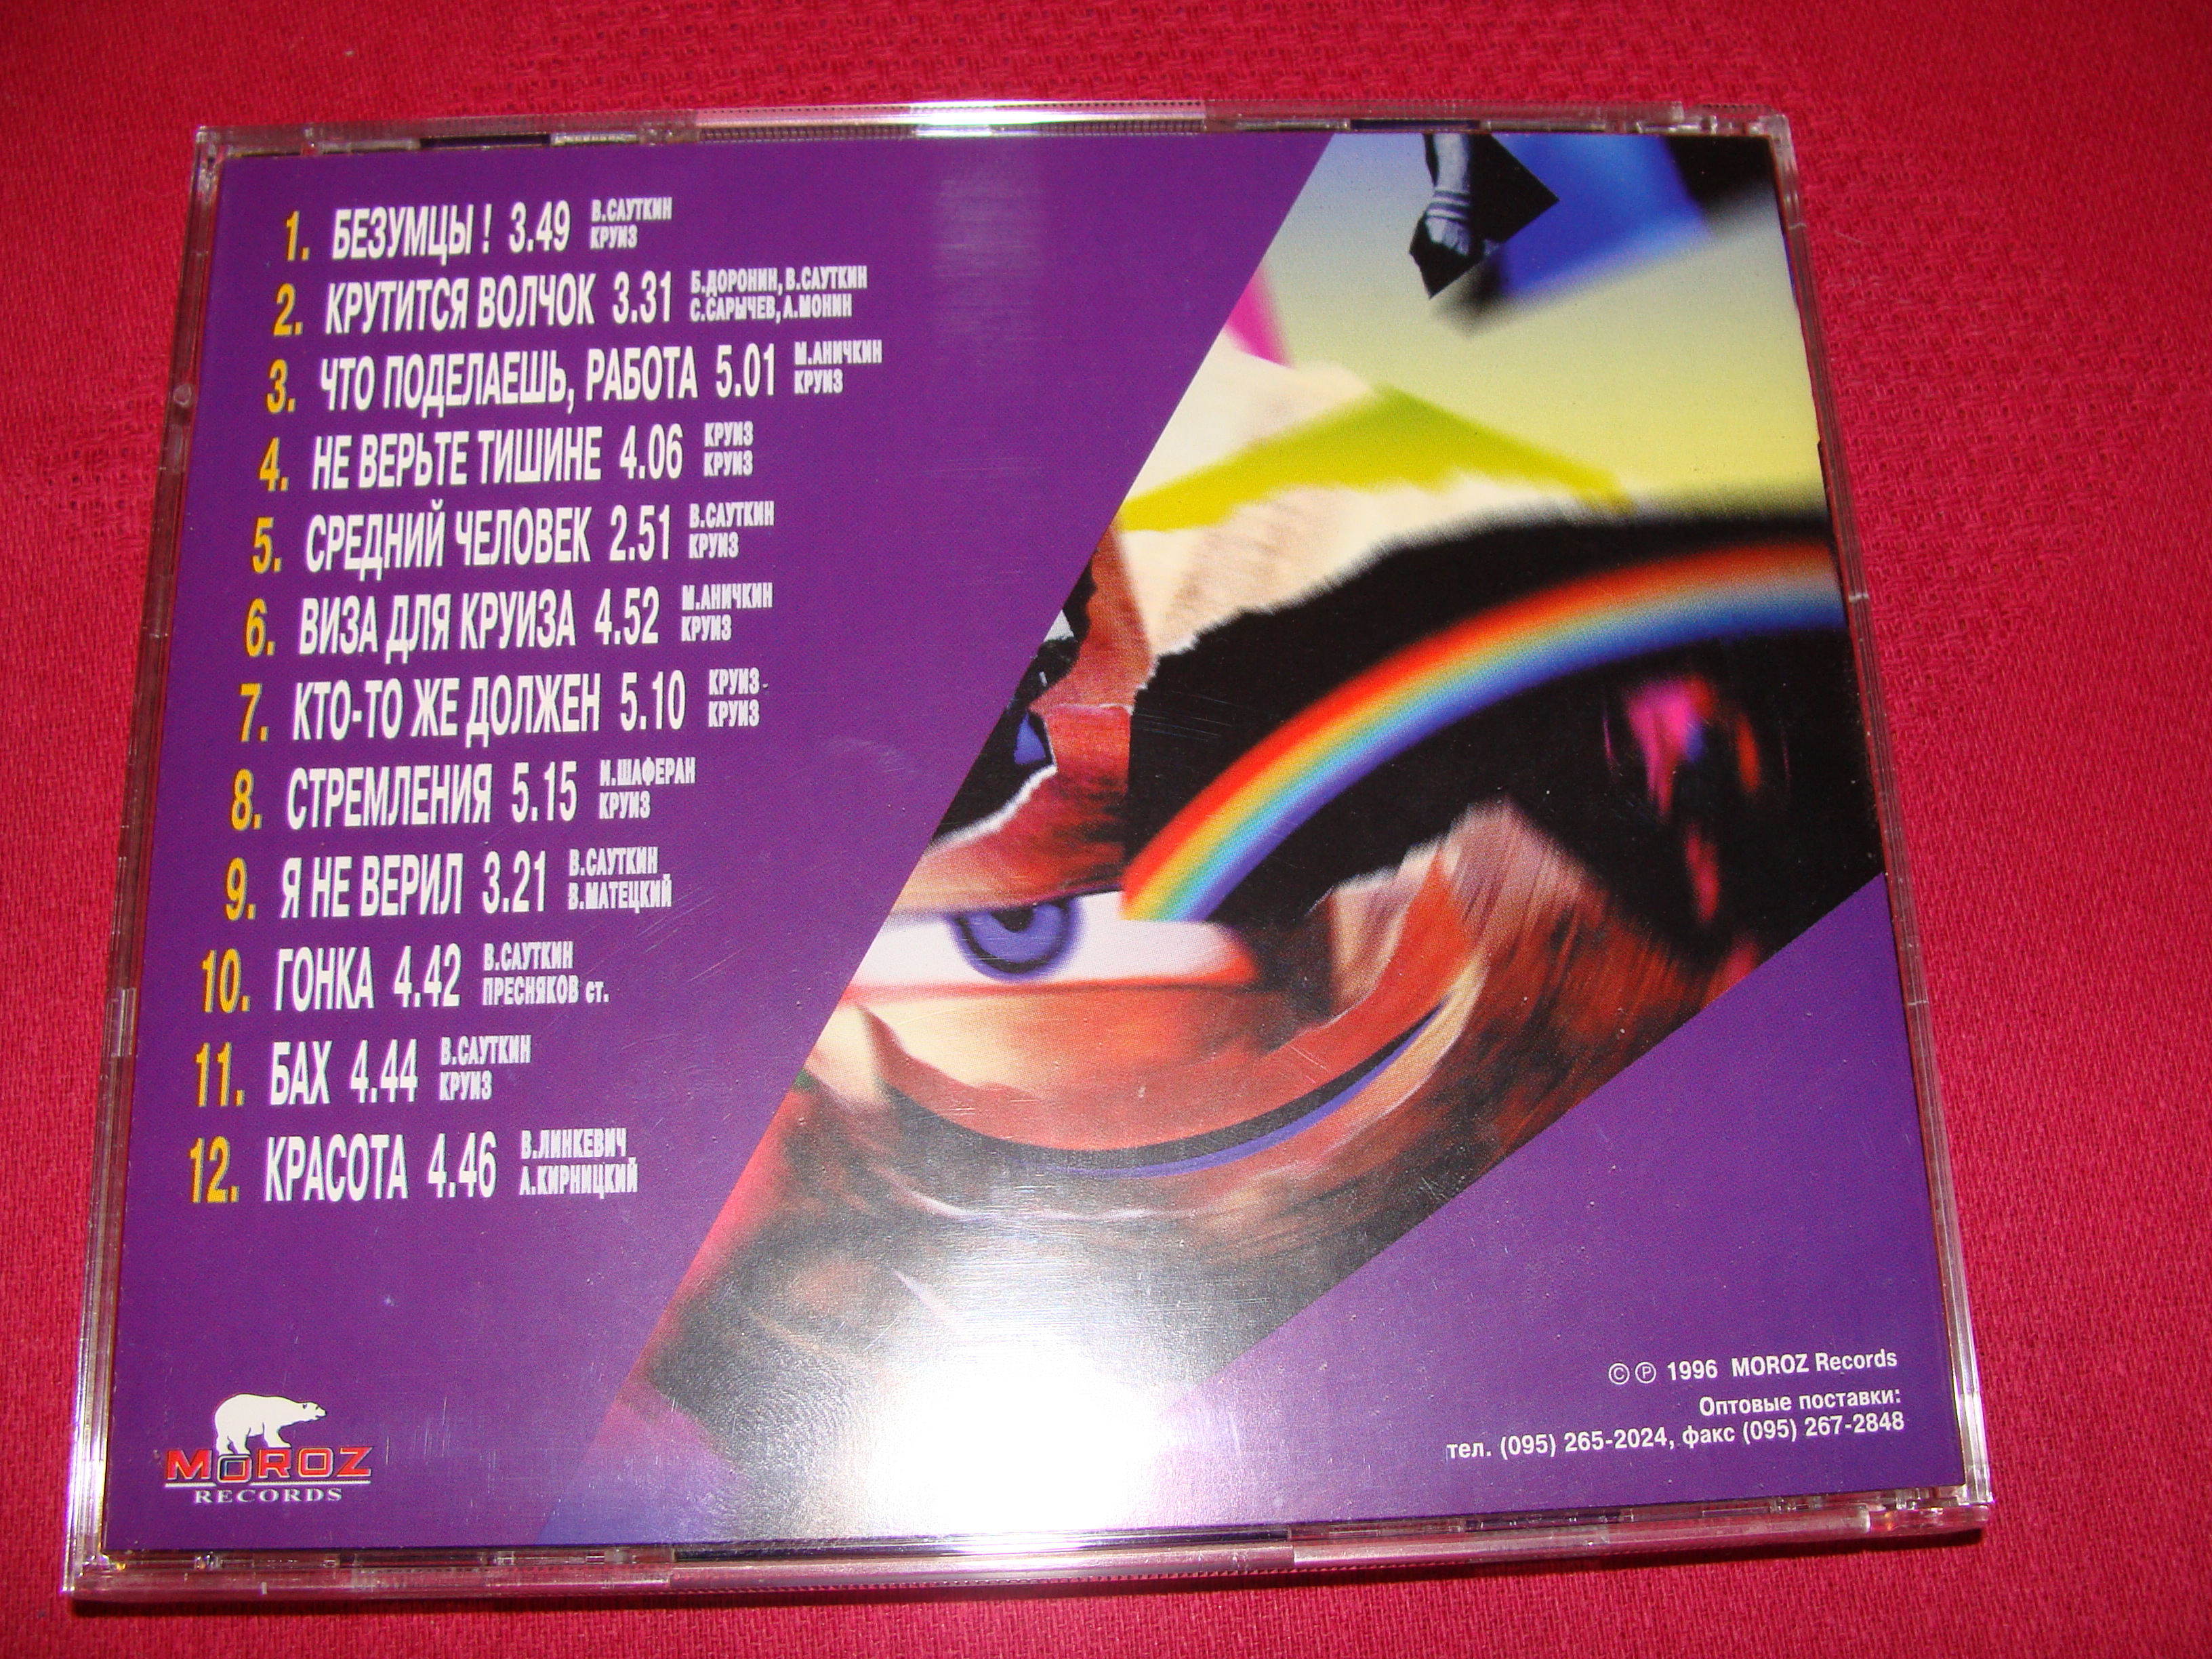 1. БЕЗУМЦЫ ! 3.49 В.САУТКИН
КРУИЗ
2. КРУТИТСЯ ВОЛЧОК 3.31 Б.ДОРОНИН, В.САУТКИН
С.САРЫЧЕВ, А.МОНИН
3. ЧТО ПОДЕЛАЕШЬ, РАБОТА 5.01 М.АНИЧКИН
КРУИЗ
4. НЕ ВЕРЬТЕ ТИШИНЕ 4.06 КРУИЗ
КРУИЗ
5. СРЕДНИЙ ЧЕЛОВЕК 2.51 В.САУТКИН
КРУИЗ
6. ВИЗА ДЛЯ КРУИЗА 4.52 М.АНИЧКИН
КРУИЗ
7. КТО-ТО ЖЕ ДОЛЖЕН 5.10 КРУИЗ
КРУИЗ
8. СТРЕМЛЕНИЯ 5.15 И.ШАФЕРАН
КРУИЗ
9. Я НЕ ВЕРИЛ 3.21 В.САУТКИН
В.МАТЕЦКИЙ
10. ГОНКА 4.42 В.САУТКИН
ПРЕСНЯКОВ ст.
11. БАХ 4.44 В.САУТКИН
КРУИЗ
12. КРАСОТА 4.46 В.ЛИНКЕВИЧ
А.КИРНИЦКИЙ
MOROZ
RECORDS
© ℗ 1996 MOROZ Records
Оптовые поставки:
тел. (095) 265-2024, факс (095) 267-2848